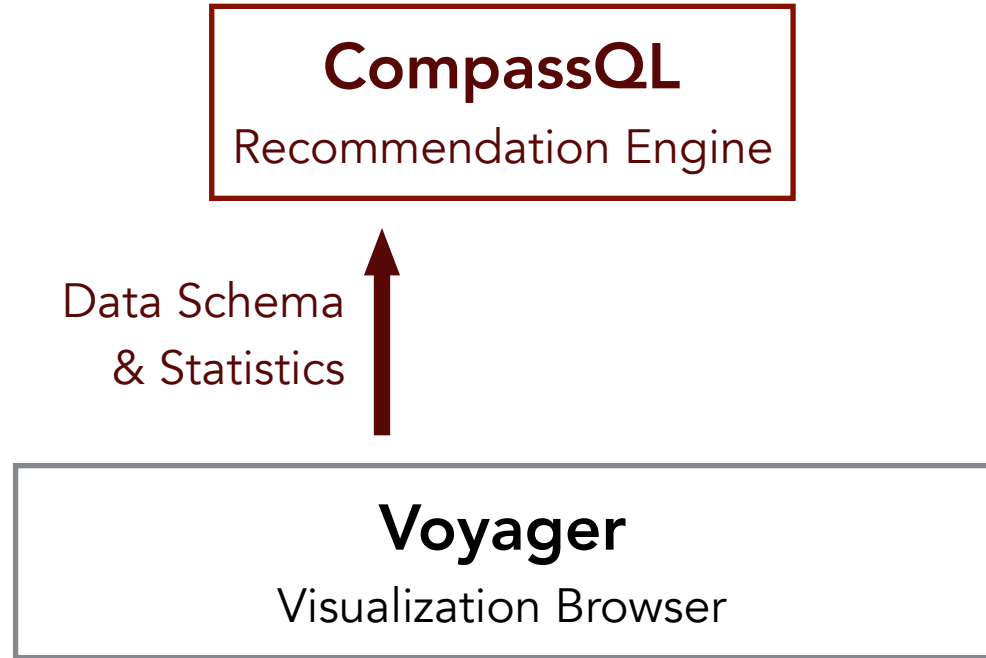 CompassQL
Recommendation Engine
Data Schema
& Statistics
Voyager
Visualization Browser